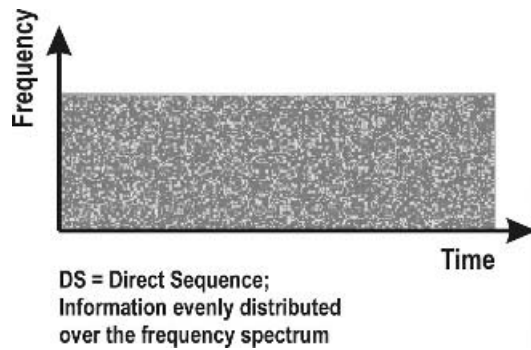 Frequency
Time
DS = Direct Sequence;
Information evenly distributed
over the frequency spectrum